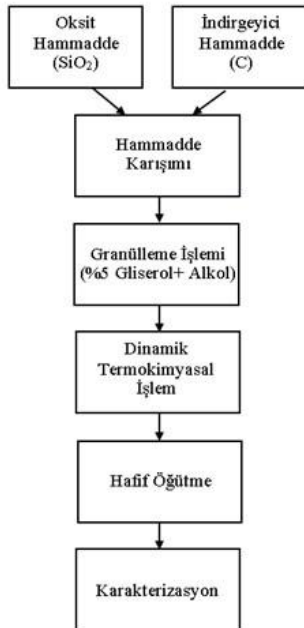 Oksit
Hammadde
(SiO₂)
İndirgeyici
Hammadde
(C)
Hammadde
Karışımı
Granülleme İşlemi
(%5 Gliserol+ Alkol)
Dinamik
Termokimyasal
İşlem
Hafif Öğütme
Karakterizasyon